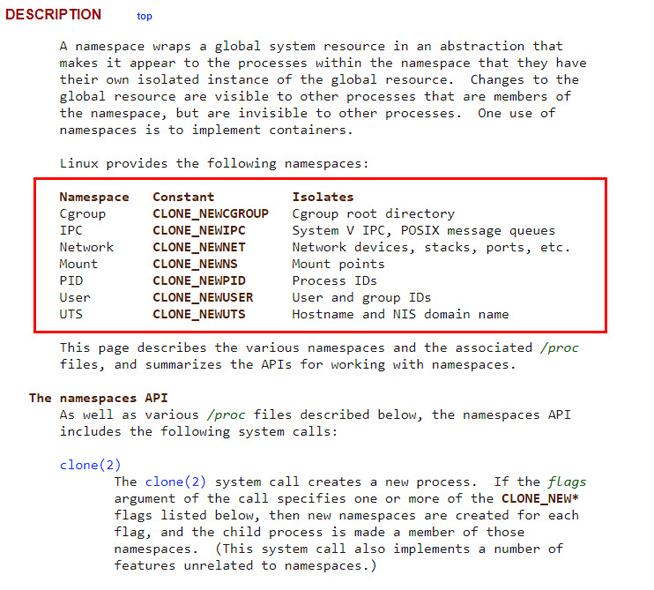 DESCRIPTION top
A namespace wraps a global system resource in an abstraction that
makes it appear to the processes within the namespace that they have
their own isolated instance of the global resource. Changes to the
global resource are visible to other processes that are members of
the namespace, but are invisible to other processes. One use of
namespaces is to implement containers.
Linux provides the following namespaces:
Namespace Constant Isolates
Cgroup CLONE_NEWCGROUP Cgroup root directory
IPC CLONE_NEWIPC System V IPC, POSIX message queues
Network CLONE_NEWNET Network devices, stacks, ports, etc.
Mount CLONE_NEWNS Mount points
PID CLONE_NEWPID Process IDs
User CLONE_NEWUSER User and group IDs
UTS CLONE_NEWUTS Hostname and NIS domain name
This page describes the various namespaces and the associated /proc
files, and summarizes the APIs for working with namespaces.
The namespaces API
As well as various /proc files described below, the namespaces API
includes the following system calls:
clone(2)
The clone(2) system call creates a new process. If the flags
argument of the call specifies one or more of the CLONE_NEW*
flags listed below, then new namespaces are created for each
flag, and the child process is made a member of those
namespaces. (This system call also implements a number of
features unrelated to namespaces.)